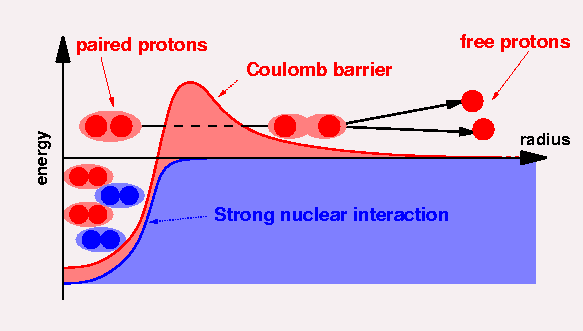 paired protons
free protons
Coulomb barrier
radius
energy
Strong nuclear interaction